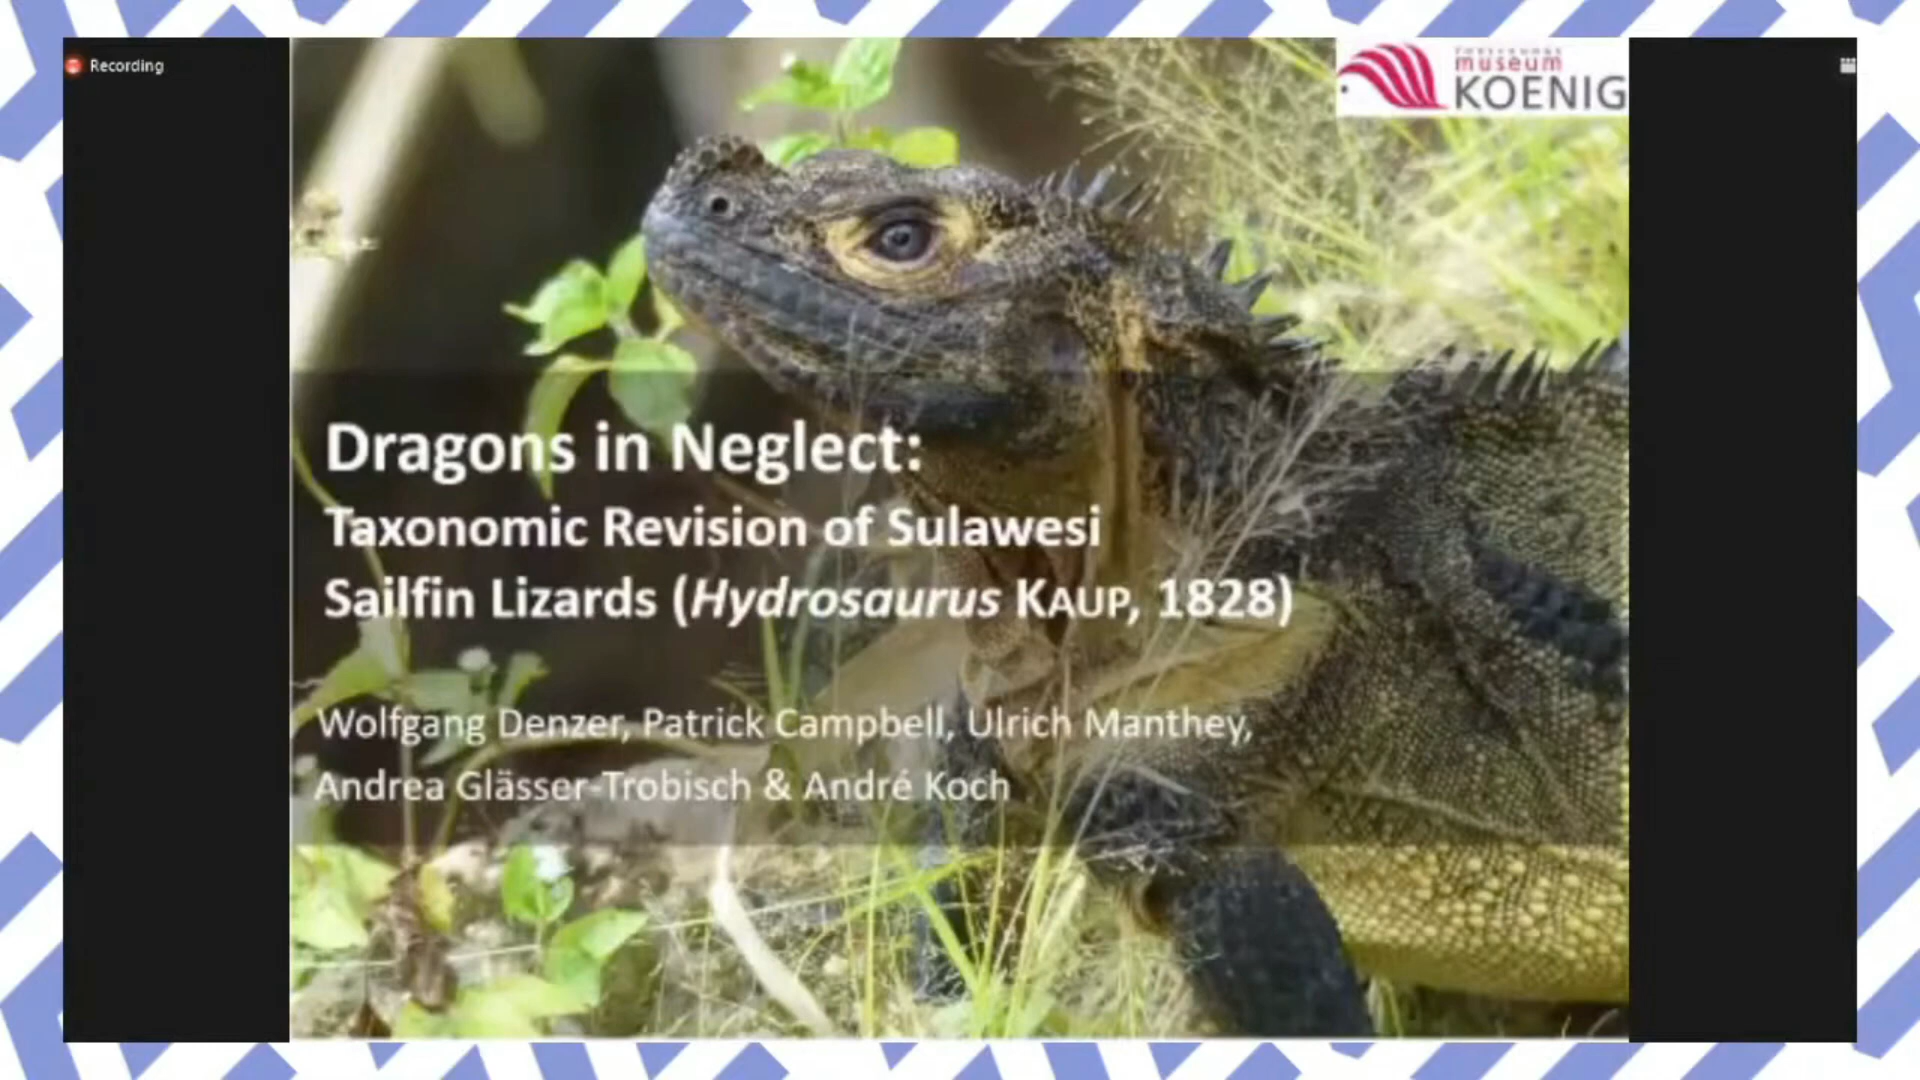 Recording
FORSCHUNGS
museum
KOENIG
Dragons in Neglect:
Taxonomic Revision of Sulawesi
Sailfin Lizards (Hydrosaurus KAUP, 1828)
Wolfgang Denzer, Patrick Campbell, Ulrich Manthey,
Andrea Glässer-Trobisch & André Koch